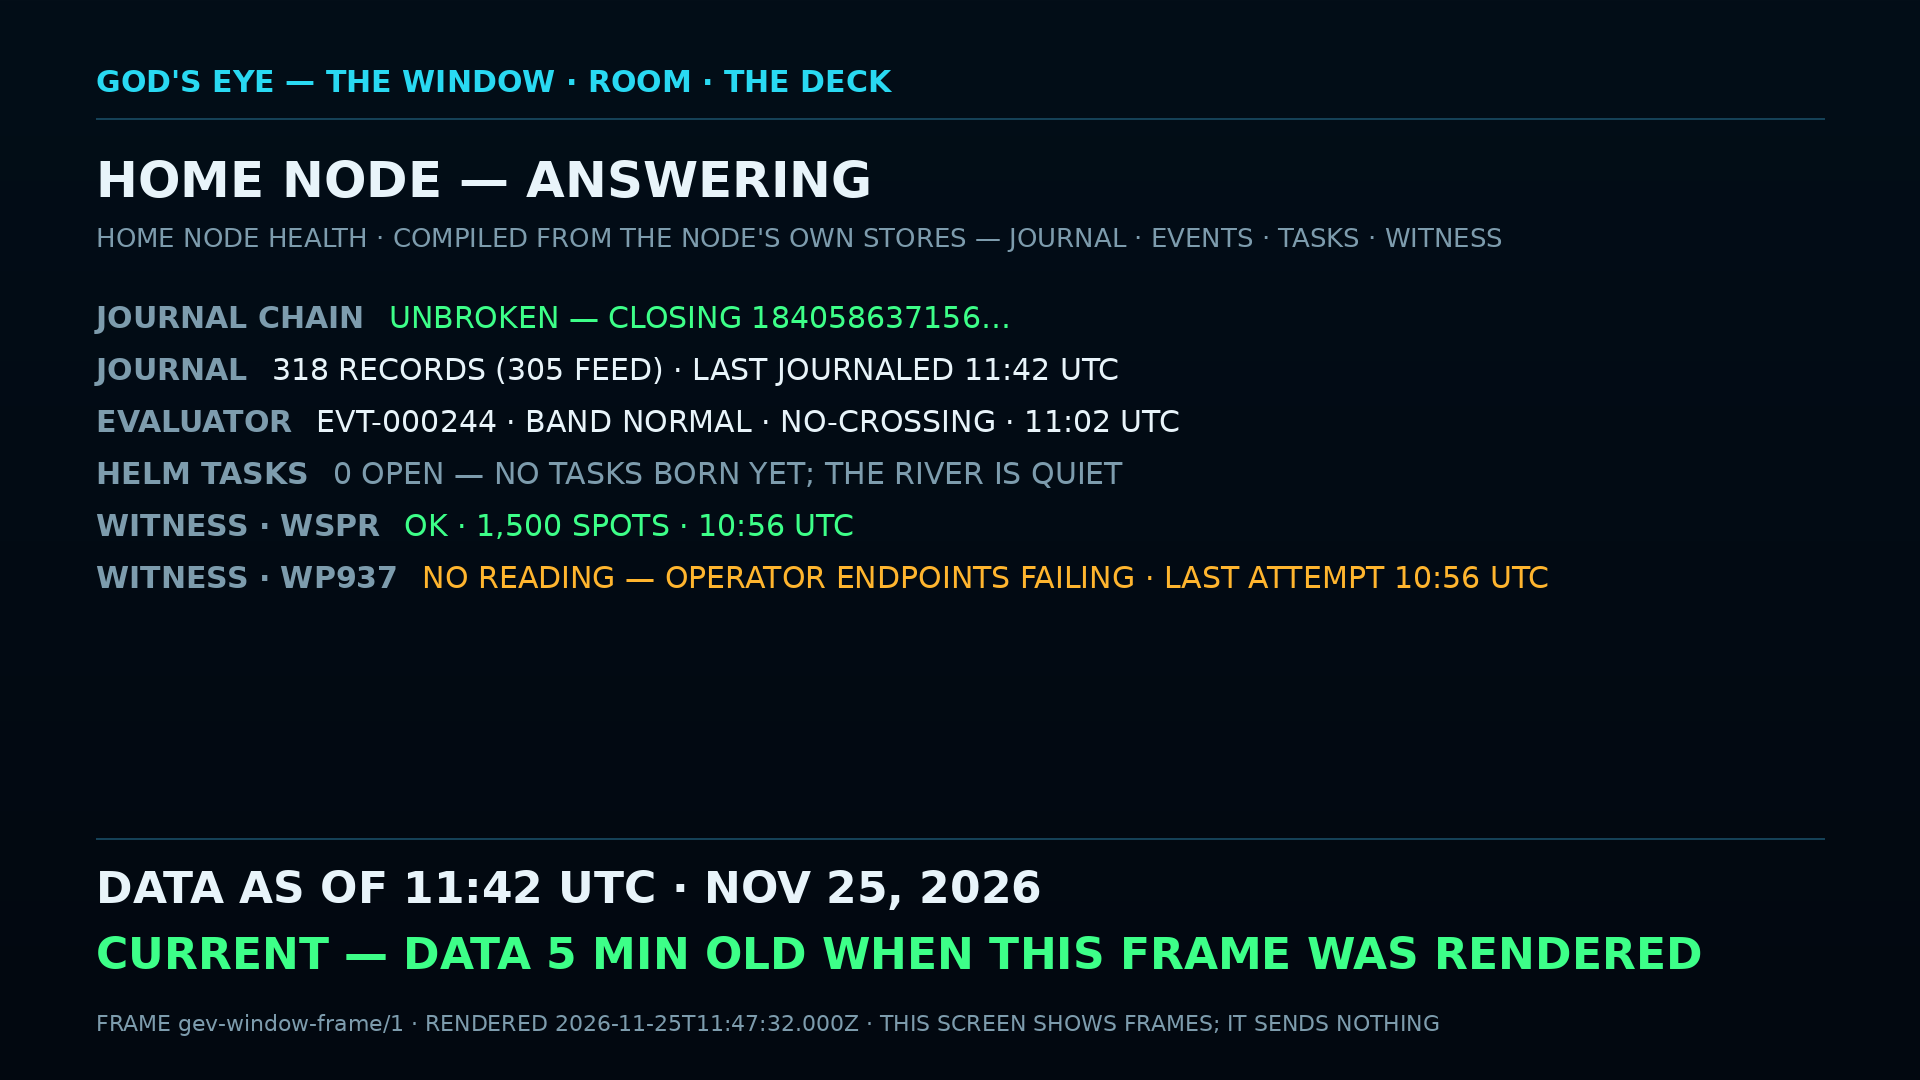 GOD'S EYE — THE WINDOW · ROOM · THE DECK
HOME NODE — ANSWERING
HOME NODE HEALTH · COMPILED FROM THE NODE'S OWN STORES — JOURNAL · EVENTS · TASKS · WITNESS
JOURNAL CHAIN UNBROKEN — CLOSING 184058637156…
JOURNAL 318 RECORDS (305 FEED) · LAST JOURNALED 11:42 UTC
EVALUATOR EVT-000244 · BAND NORMAL · NO-CROSSING · 11:02 UTC
HELM TASKS 0 OPEN — NO TASKS BORN YET; THE RIVER IS QUIET
WITNESS · WSPR OK · 1,500 SPOTS · 10:56 UTC
WITNESS · WP937 NO READING — OPERATOR ENDPOINTS FAILING · LAST ATTEMPT 10:56 UTC
DATA AS OF 11:42 UTC · NOV 25, 2026
CURRENT — DATA 5 MIN OLD WHEN THIS FRAME WAS RENDERED
FRAME gev-window-frame/1 · RENDERED 2026-11-25T11:47:32.000Z · THIS SCREEN SHOWS FRAMES; IT SENDS NOTHING